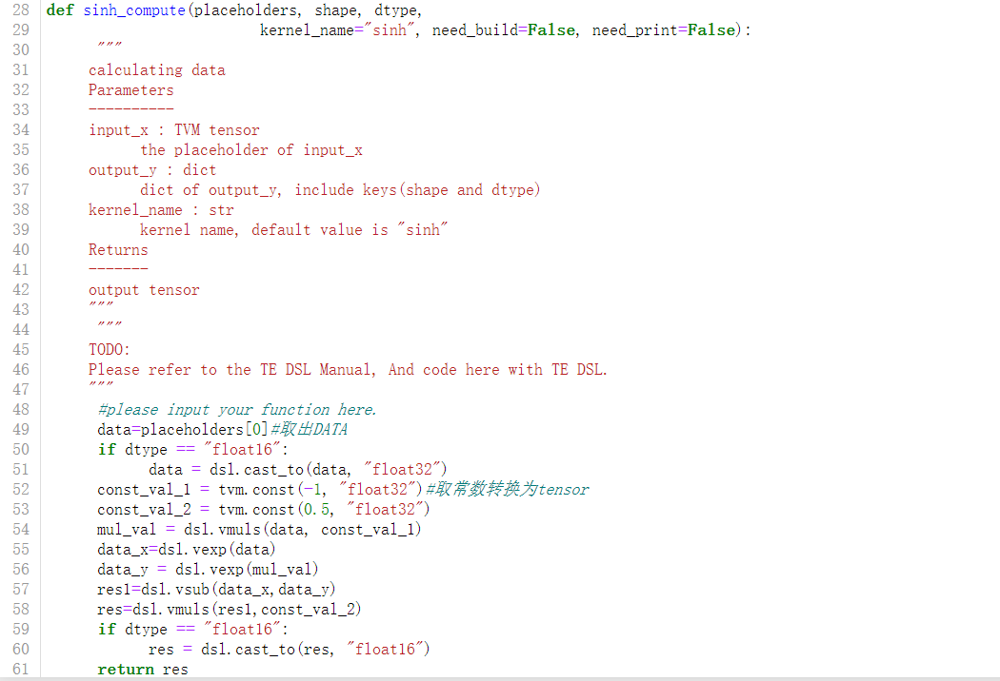 28 def sinh_compute(placeholders, shape, dtype,
29 kernel_name="sinh", need_build=False, need_print=False):
30 """
31 calculating data
32 Parameters
33 ----------
34 input_x : TVM tensor
35 the placeholder of input_x
36 output_y : dict
37 dict of output_y, include keys(shape and dtype)
38 kernel_name : str
39 kernel name, default value is "sinh"
40 Returns
41 -------
42 output tensor
43 """
44 """
45 TODO:
46 Please refer to the TE DSL Manual, And code here with TE DSL.
47 """
48 #please input your function here.
49 data=placeholders[0]#取出DATA
50 if dtype == "float16":
51 data = dsl.cast_to(data, "float32")
52 const_val_1 = tvm.const(-1, "float32")#取常数转换为tensor
53 const_val_2 = tvm.const(0.5, "float32")
54 mul_val = dsl.vmuls(data, const_val_1)
55 data_x=dsl.vexp(data)
56 data_y = dsl.vexp(mul_val)
57 res1=dsl.vsub(data_x,data_y)
58 res=dsl.vmuls(res1,const_val_2)
59 if dtype == "float16":
60 res = dsl.cast_to(res, "float16")
61 return res